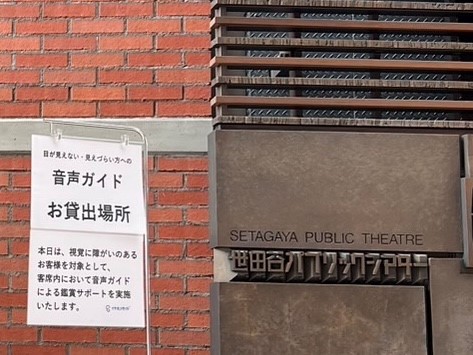 目が見えない・見えづらい方への
音声ガイド
お貸出場所
本日は、視覚に障がいのある
お客様を対象として、
客席内において音声ガイド
による鑑賞サポートを実施
いたします。
SETAGAYA PUBLIC THEATRE
世田谷パブリックシアター